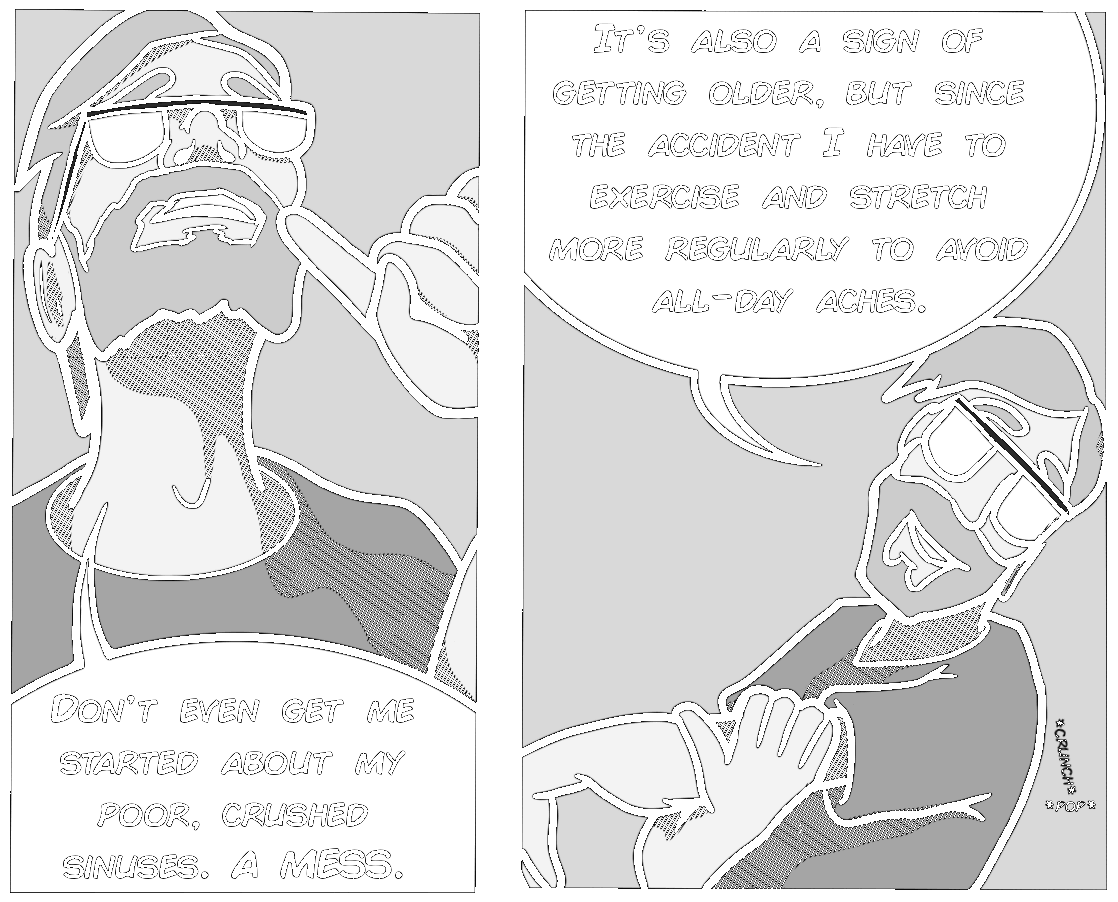 Don't even get me
started about my
poor, crushed
sinuses. A mess.
It's also a sign of
getting older, but since
the accident I have to
exercise and stretch
more regularly to avoid
all-day aches.
*crunch*
*pop*